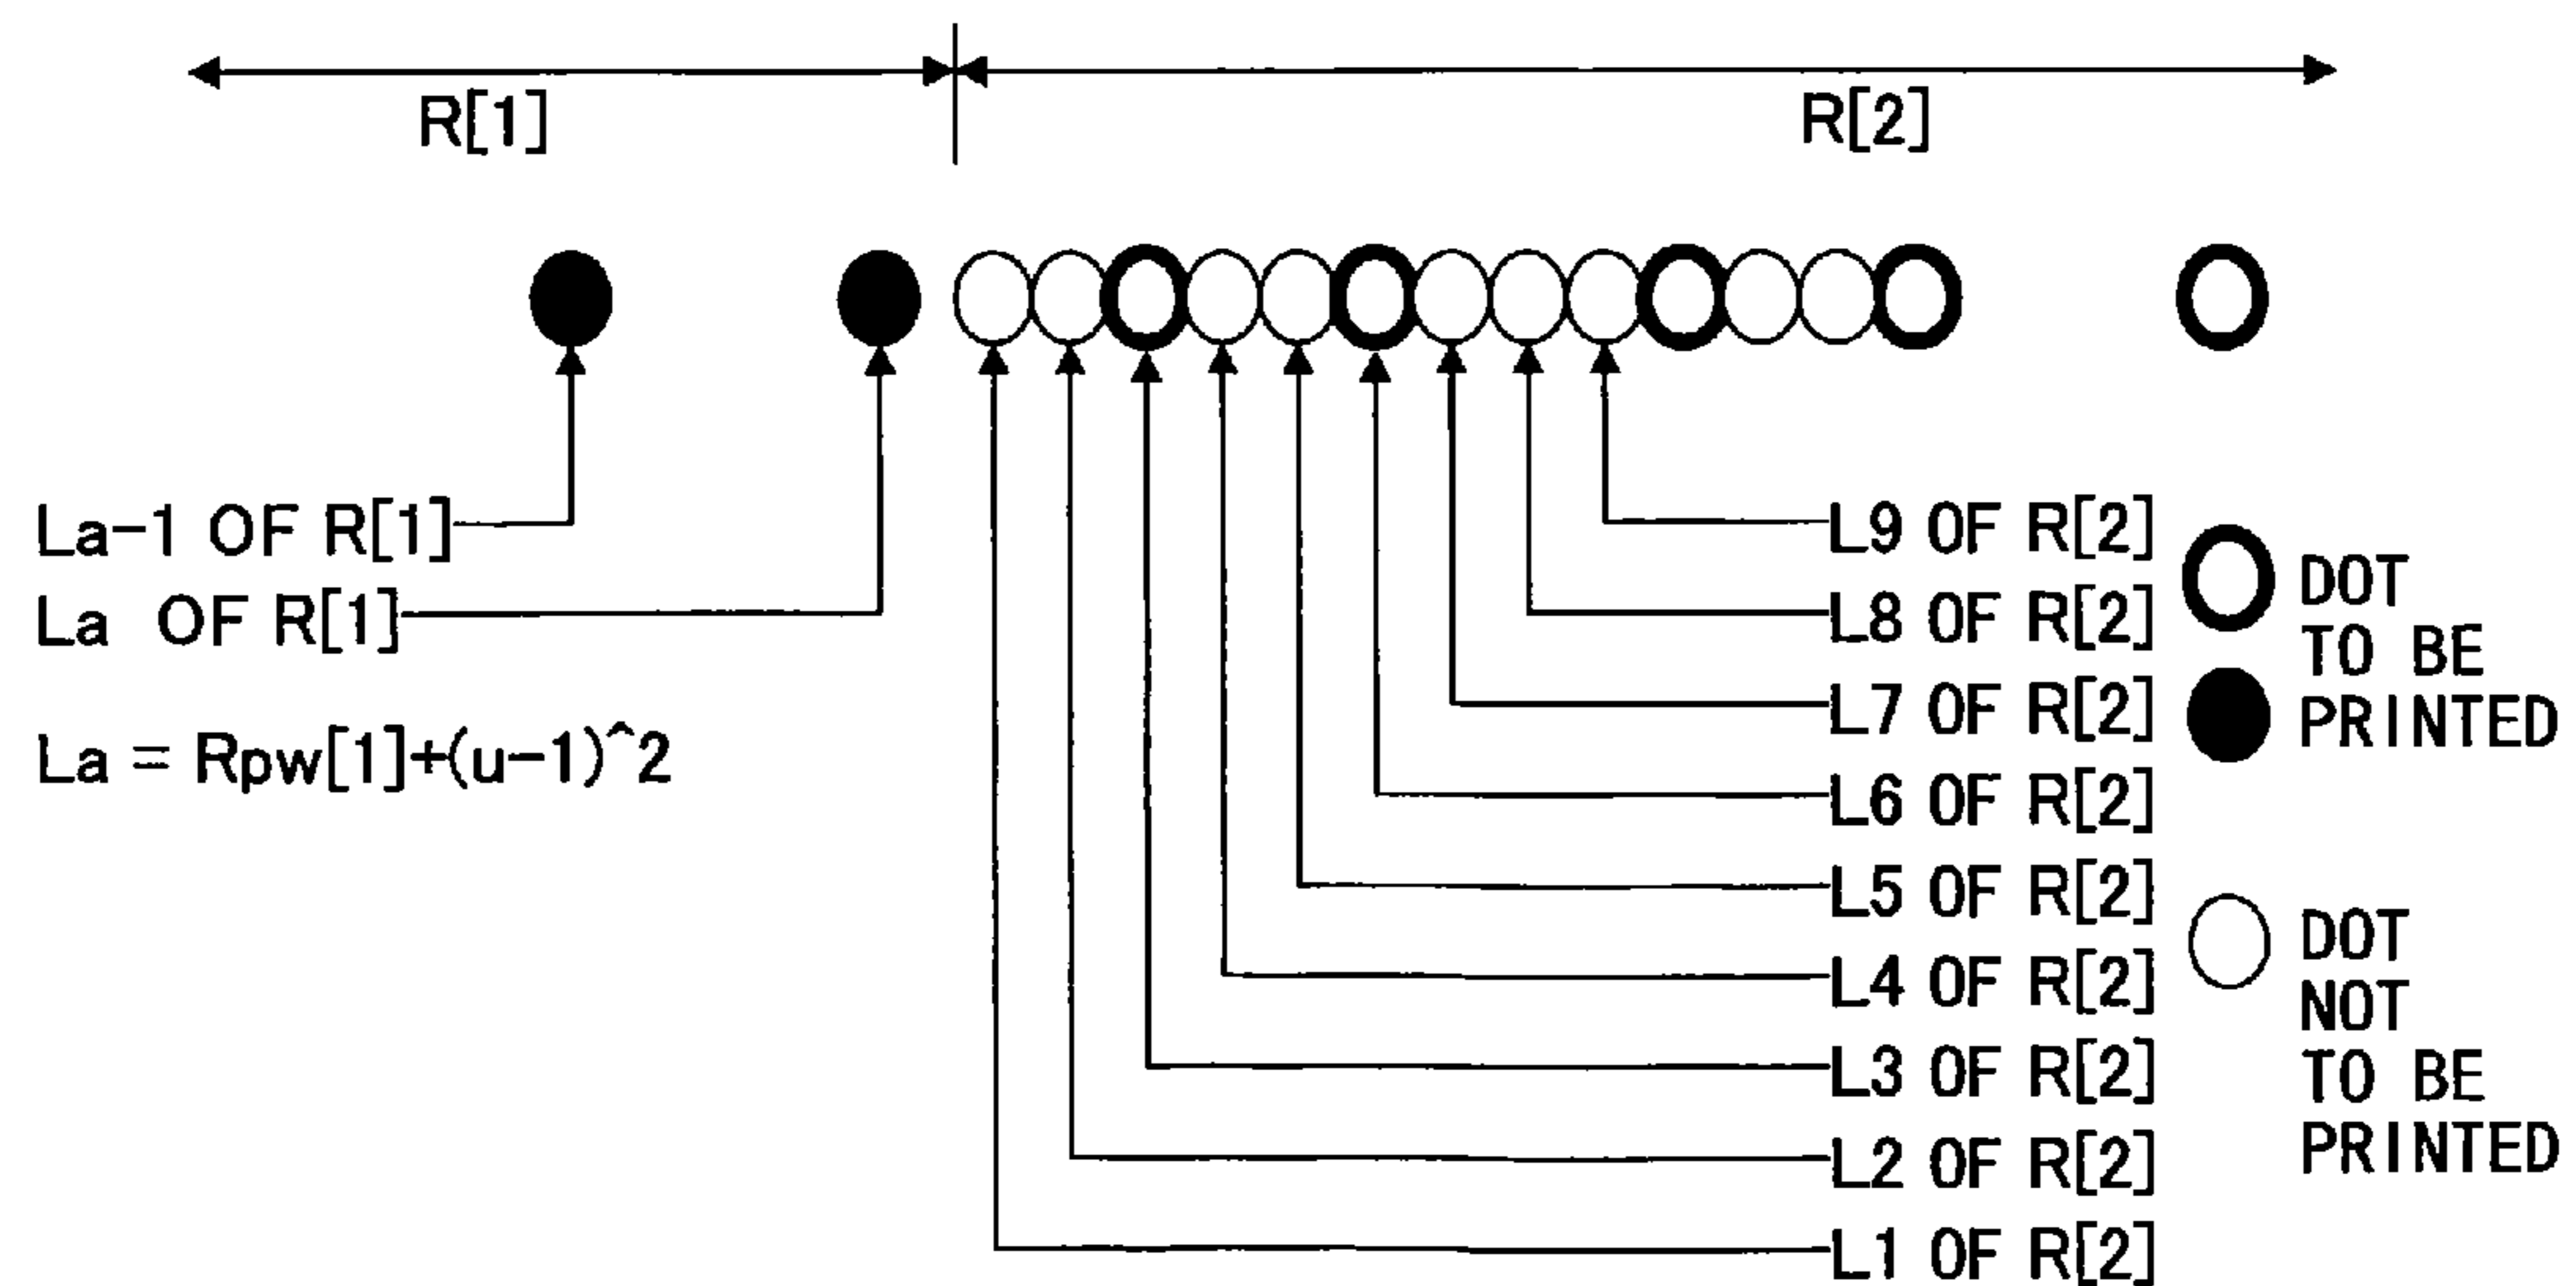 R[1]
R[2]
La-1 OF R[1]
La OF R[1]
La = Rpw[1]+(u-1)^2
L9 OF R[2]
L8 OF R[2]
L7 OF R[2]
L6 OF R[2]
L5 OF R[2]
L4 OF R[2]
L3 OF R[2]
L2 OF R[2]
L1 OF R[2]
DOT
TO BE
PRINTED
DOT
NOT
TO BE
PRINTED